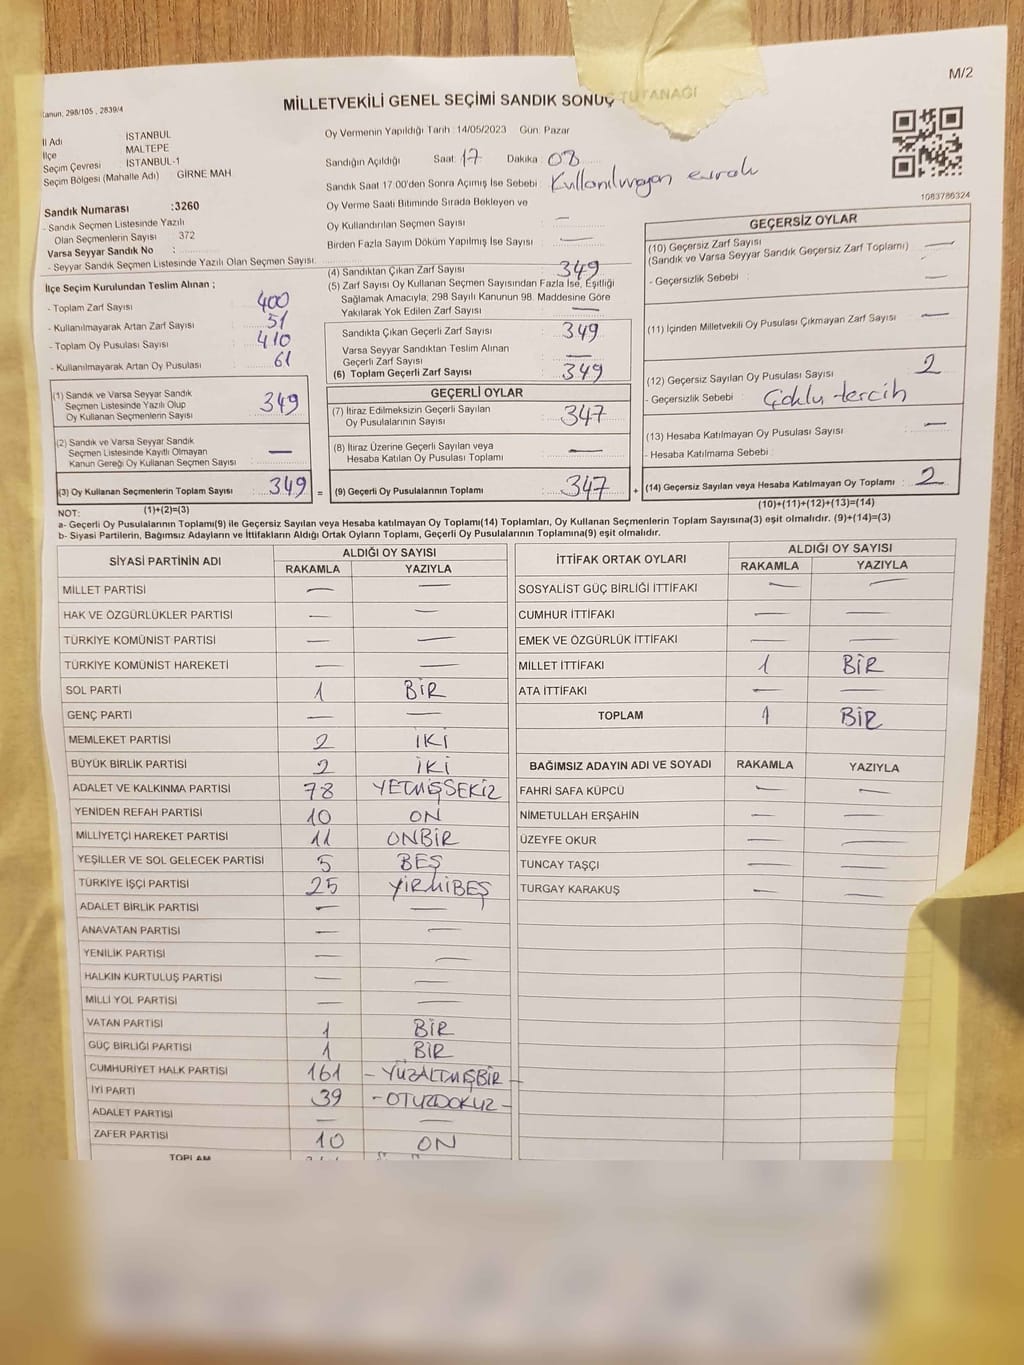 M/2
Kanun, 298/105 , 2839/4
MİLLETVEKİLİ GENEL SEÇİMİ SANDIK SONUÇ TUTANAĞI
İl Adı : İSTANBUL
İlçe : MALTEPE
Seçim Çevresi : İSTANBUL-1
Seçim Bölgesi (Mahalle Adı) : GİRNE MAH.
Oy Vermenin Yapıldığı Tarih : 14/05/2023 Gün: Pazar
Sandığın Açıldığı Saat: 17 Dakika: 08
Sandık Saat 17.00'den Sonra Açımış İse Sebebi : Kullanılmayan evrak
1083786324
Sandık Numarası :3260
- Sandık Seçmen Listesinde Yazılı
Olan Seçmenlerin Sayısı : 372
Varsa Seyyar Sandık No :
- Seyyar Sandık Seçmen Listesinde Yazılı Olan Seçmen Sayısı:
Oy Verme Saati Bitiminde Sırada Bekleyen ve
Oy Kullandırılan Seçmen Sayısı : —
Birden Fazla Sayım Döküm Yapılmış İse Sayısı : —
İlçe Seçim Kurulundan Teslim Alınan ;
- Toplam Zarf Sayısı : 400
- Kullanılmayarak Artan Zarf Sayısı : 51
- Toplam Oy Pusulası Sayısı : 410
- Kullanılmayarak Artan Oy Pusulası : 61
(1) Sandık ve Varsa Seyyar Sandık
Seçmen Listesinde Yazılı Olup
Oy Kullanan Seçmenlerin Sayısı : 349
(2) Sandık ve Varsa Seyyar Sandık
Seçmen Listesinde Kayıtlı Olmayan
Kanun Gereği Oy Kullanan Seçmen Sayısı : —
(3) Oy Kullanan Seçmenlerin Toplam Sayısı : 349 =
(1)+(2)=(3)
(4) Sandıktan Çıkan Zarf Sayısı : 349
(5) Zarf Sayısı Oy Kullanan Seçmen Sayısından Fazla İse, Eşitliği
Sağlamak Amacıyla; 298 Sayılı Kanunun 98. Maddesine Göre
Yakılarak Yok Edilen Zarf Sayısı : —
Sandıkta Çıkan Geçerli Zarf Sayısı : 349
Varsa Seyyar Sandıktan Teslim Alınan
Geçerli Zarf Sayısı : —
(6) Toplam Geçerli Zarf Sayısı : 349
GEÇERLİ OYLAR
(7) İtiraz Edilmeksizin Geçerli Sayılan
Oy Pusulalarının Sayısı : 347
(8) İtiraz Üzerine Geçerli Sayılan veya
Hesaba Katılan Oy Pusulası Toplamı : —
(9) Geçerli Oy Pusulalarının Toplamı : 347 +
GEÇERSİZ OYLAR
(10) Geçersiz Zarf Sayısı
(Sandık ve Varsa Seyyar Sandık Geçersiz Zarf Toplamı) : —
- Geçersizlik Sebebi : —
(11) İçinden Milletvekili Oy Pusulası Çıkmayan Zarf Sayısı : —
(12) Geçersiz Sayılan Oy Pusulası Sayısı : 2
- Geçersizlik Sebebi : Çoklu tercih
(13) Hesaba Katılmayan Oy Pusulası Sayısı : —
- Hesaba Katılmama Sebebi :
(14) Geçersiz Sayılan veya Hesaba Katılmayan Oy Toplamı : 2
(10)+(11)+(12)+(13)=(14)
NOT:
a- Geçerli Oy Pusulalarının Toplamı(9) ile Geçersiz Sayılan veya Hesaba katılmayan Oy Toplamı(14) Toplamları, Oy Kullanan Seçmenlerin Toplam Sayısına(3) eşit olmalıdır. (9)+(14)=(3)
b- Siyasi Partilerin, Bağımsız Adayların ve İttifakların Aldığı Ortak Oyların Toplamı, Geçerli Oy Pusulalarının Toplamına(9) eşit olmalıdır.
SİYASİ PARTİNİN ADI ALDIĞI OY SAYISI
RAKAMLA YAZIYLA
MİLLET PARTİSİ — —
HAK VE ÖZGÜRLÜKLER PARTİSİ — —
TÜRKİYE KOMÜNİST PARTİSİ — —
TÜRKİYE KOMÜNİST HAREKETİ — —
SOL PARTİ 1 BİR
GENÇ PARTİ — —
MEMLEKET PARTİSİ 2 İKİ
BÜYÜK BİRLİK PARTİSİ 2 İKİ
ADALET VE KALKINMA PARTİSİ 78 YETMİŞSEKİZ
YENİDEN REFAH PARTİSİ 10 ON
MİLLİYETÇİ HAREKET PARTİSİ 11 ONBİR
YEŞİLLER VE SOL GELECEK PARTİSİ 5 BEŞ
TÜRKİYE İŞÇİ PARTİSİ 25 YİRMİBEŞ
ADALET BİRLİK PARTİSİ — —
ANAVATAN PARTİSİ — —
YENİLİK PARTİSİ — —
HALKIN KURTULUŞ PARTİSİ — —
MİLLİ YOL PARTİSİ — —
VATAN PARTİSİ 1 BİR
GÜÇ BİRLİĞİ PARTİSİ 1 BİR
CUMHURİYET HALK PARTİSİ 161 – YÜZALTMIŞBİR –
İYİ PARTİ 39 – OTUZDOKUZ –
ADALET PARTİSİ — —
ZAFER PARTİSİ 10 ON
TOPLAM
İTTİFAK ORTAK OYLARI ALDIĞI OY SAYISI
RAKAMLA YAZIYLA
SOSYALİST GÜÇ BİRLİĞİ İTTİFAKI — —
CUMHUR İTTİFAKI — —
EMEK VE ÖZGÜRLÜK İTTİFAKI — —
MİLLET İTTİFAKI 1 BİR
ATA İTTİFAKI — —
TOPLAM 1 BİR
BAĞIMSIZ ADAYIN ADI VE SOYADI RAKAMLA YAZIYLA
FAHRİ SAFA KÜPCÜ — —
NİMETULLAH ERŞAHİN — —
ÜZEYFE OKUR — —
TUNCAY TAŞÇI — —
TURGAY KARAKUŞ — —